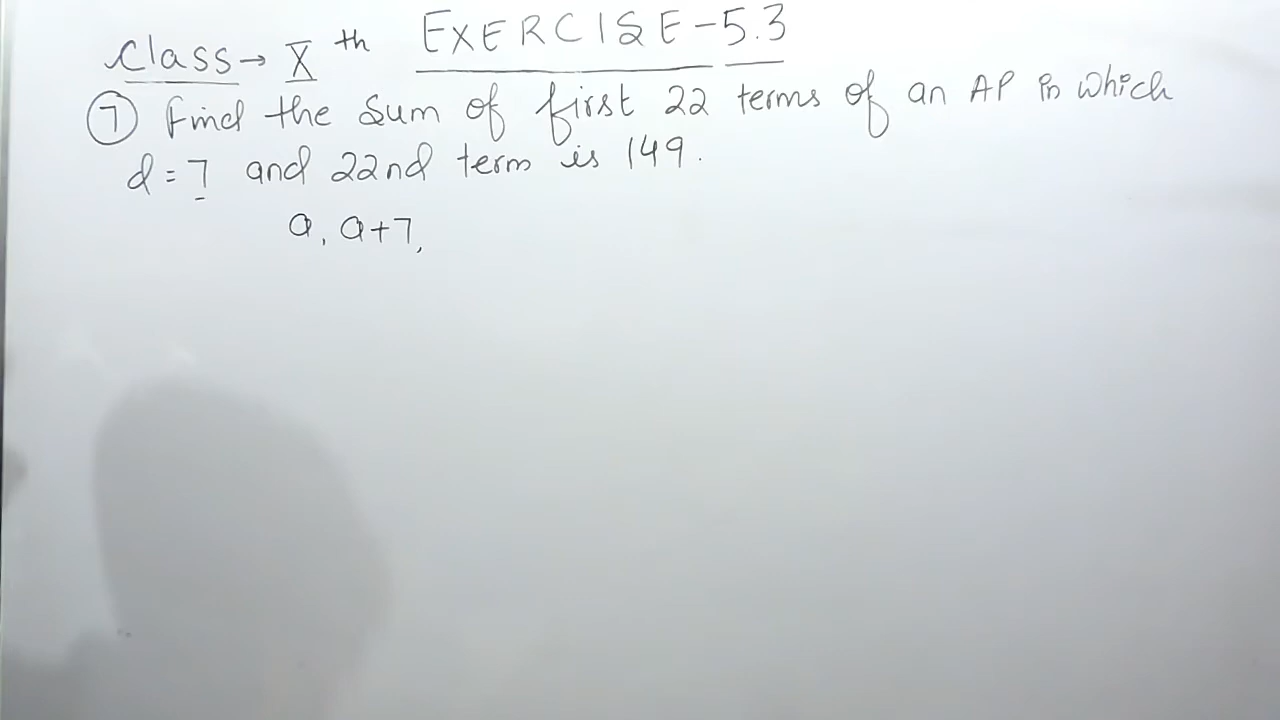 Class → X th EXERCISE-5.3
7 Find the Sum of first 22 terms of an AP in which
d = 7 and 22nd term is 149.
a, a+7,